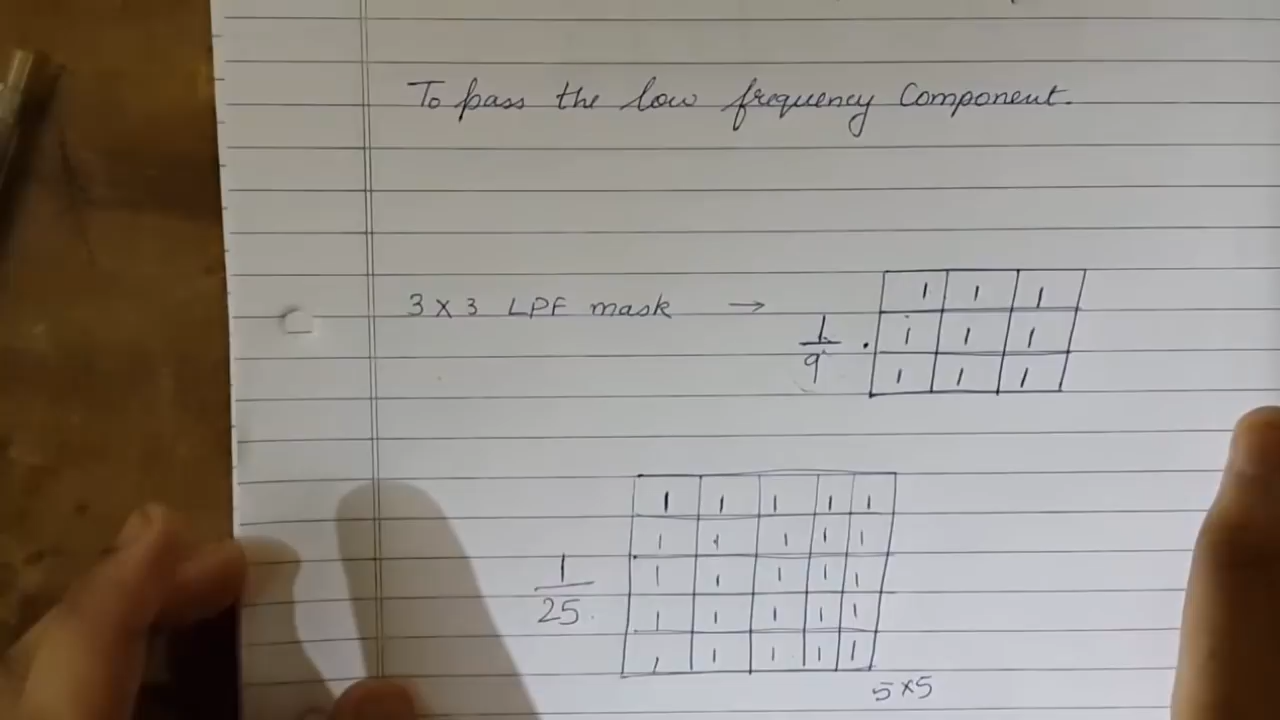 To pass the low frequency Component.
3 x 3 LPF mask →
1/9 .
1 1 1
1 1 1
1 1 1
1/25
1 1 1 1 1
1 1 1 1 1
1 1 1 1 1
1 1 1 1 1
1 1 1 1 1
5x5